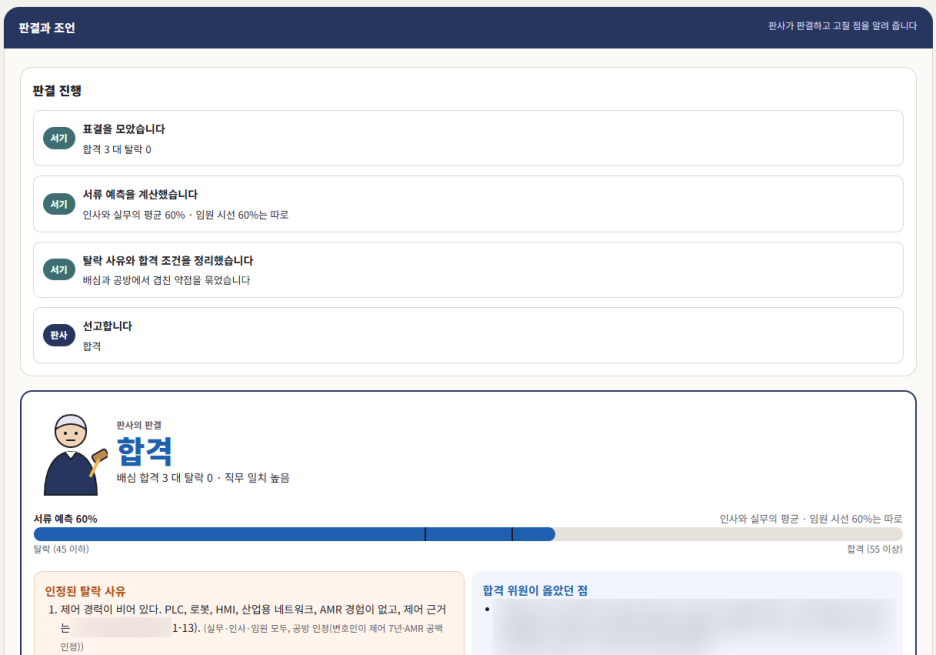 판결과 조언
판사가 판결하고 고칠 점을 알려 줍니다
판결 진행
서기
표결을 모았습니다
합격 3 대 탈락 0
서기
서류 예측을 계산했습니다
인사와 실무의 평균 60% · 임원 시선 60%는 따로
서기
탈락 사유와 합격 조건을 정리했습니다
배심과 공방에서 겹친 약점을 묶었습니다
판사
선고합니다
합격
판사의 판결
합격
배심 합격 3 대 탈락 0 · 직무 일치 높음
서류 예측 60%
인사와 실무의 평균 · 임원 시선 60%는 따로
탈락 (45 이하)
합격 (55 이상)
인정된 탈락 사유
1. 제어 경력이 비어 있다. PLC, 로봇, HMI, 산업용 네트워크, AMR 경험이 없고, 제어 근거
는 1-13). (실무·인사·임원 모두, 공방 인정(변호인이 제어 7년·AMR 공백
인정))
합격 위원이 옳았던 점